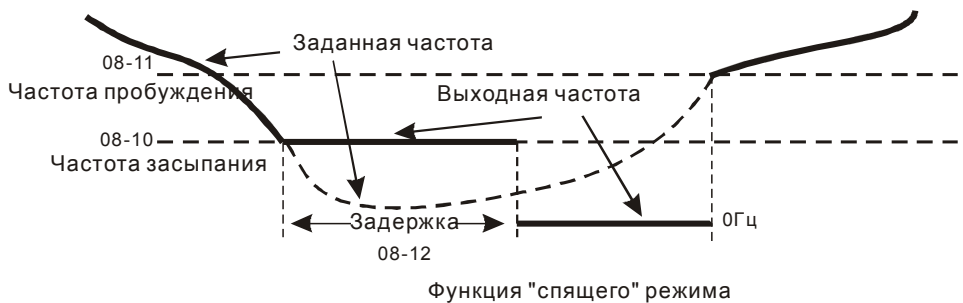 Заданная частота
08-11
Частота пробуждения
Выходная частота
08-10
Частота засыпания
Задержка
0Гц
08-12
Функция "спящего" режима